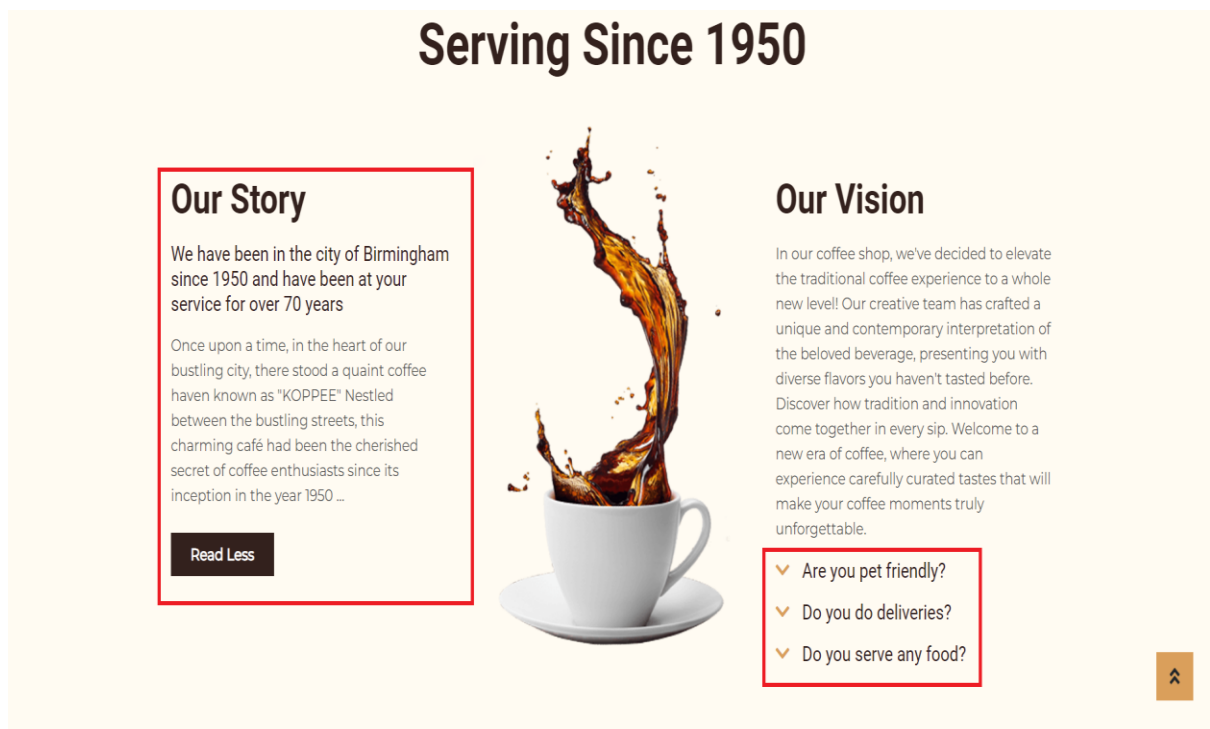 Serving Since 1950
Our Story
We have been in the city of Birmingham
since 1950 and have been at your
service for over 70 years
Once upon a time, in the heart of our
bustling city, there stood a quaint coffee
haven known as "KOPPEE" Nestled
between the bustling streets, this
charming café had been the cherished
secret of coffee enthusiasts since its
inception in the year 1950 ...
Read Less
Our Vision
In our coffee shop, we've decided to elevate
the traditional coffee experience to a whole
new level! Our creative team has crafted a
unique and contemporary interpretation of
the beloved beverage, presenting you with
diverse flavors you haven't tasted before.
Discover how tradition and innovation
come together in every sip. Welcome to a
new era of coffee, where you can
experience carefully curated tastes that will
make your coffee moments truly
unforgettable.
Are you pet friendly?
Do you do deliveries?
Do you serve any food?